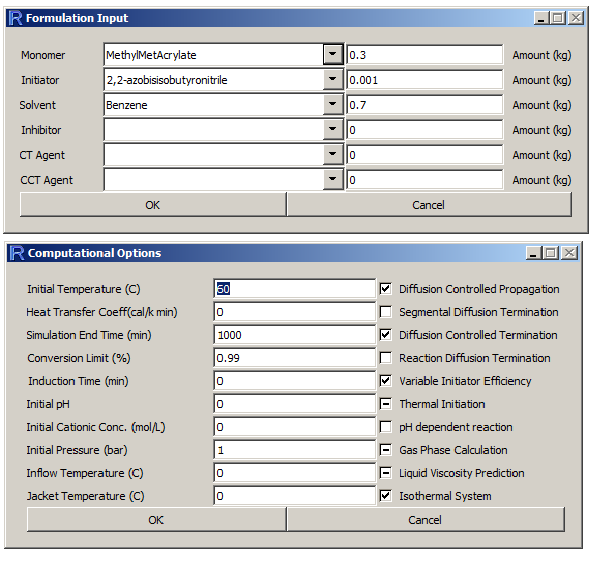 Formulation Input
Monomer MethylMetAcrylate 0.3 Amount (kg)
Initiator 2,2-azobisisobutyronitrile 0.001 Amount (kg)
Solvent Benzene 0.7 Amount (kg)
Inhibitor 0 Amount (kg)
CT Agent 0 Amount (kg)
CCT Agent 0 Amount (kg)
OK Cancel
Computational Options
Initial Temperature (C) 60 Diffusion Controlled Propagation
Heat Transfer Coeff(cal/k min) 0 Segmental Diffusion Termination
Simulation End Time (min) 1000 Diffusion Controlled Termination
Conversion Limit (%) 0.99 Reaction Diffusion Termination
Induction Time (min) 0 Variable Initiator Efficiency
Initial pH 0 Thermal Initiation
Initial Cationic Conc. (mol/L) 0 pH dependent reaction
Initial Pressure (bar) 1 Gas Phase Calculation
Inflow Temperature (C) 0 Liquid Viscosity Prediction
Jacket Temperature (C) 0 Isothermal System
OK Cancel